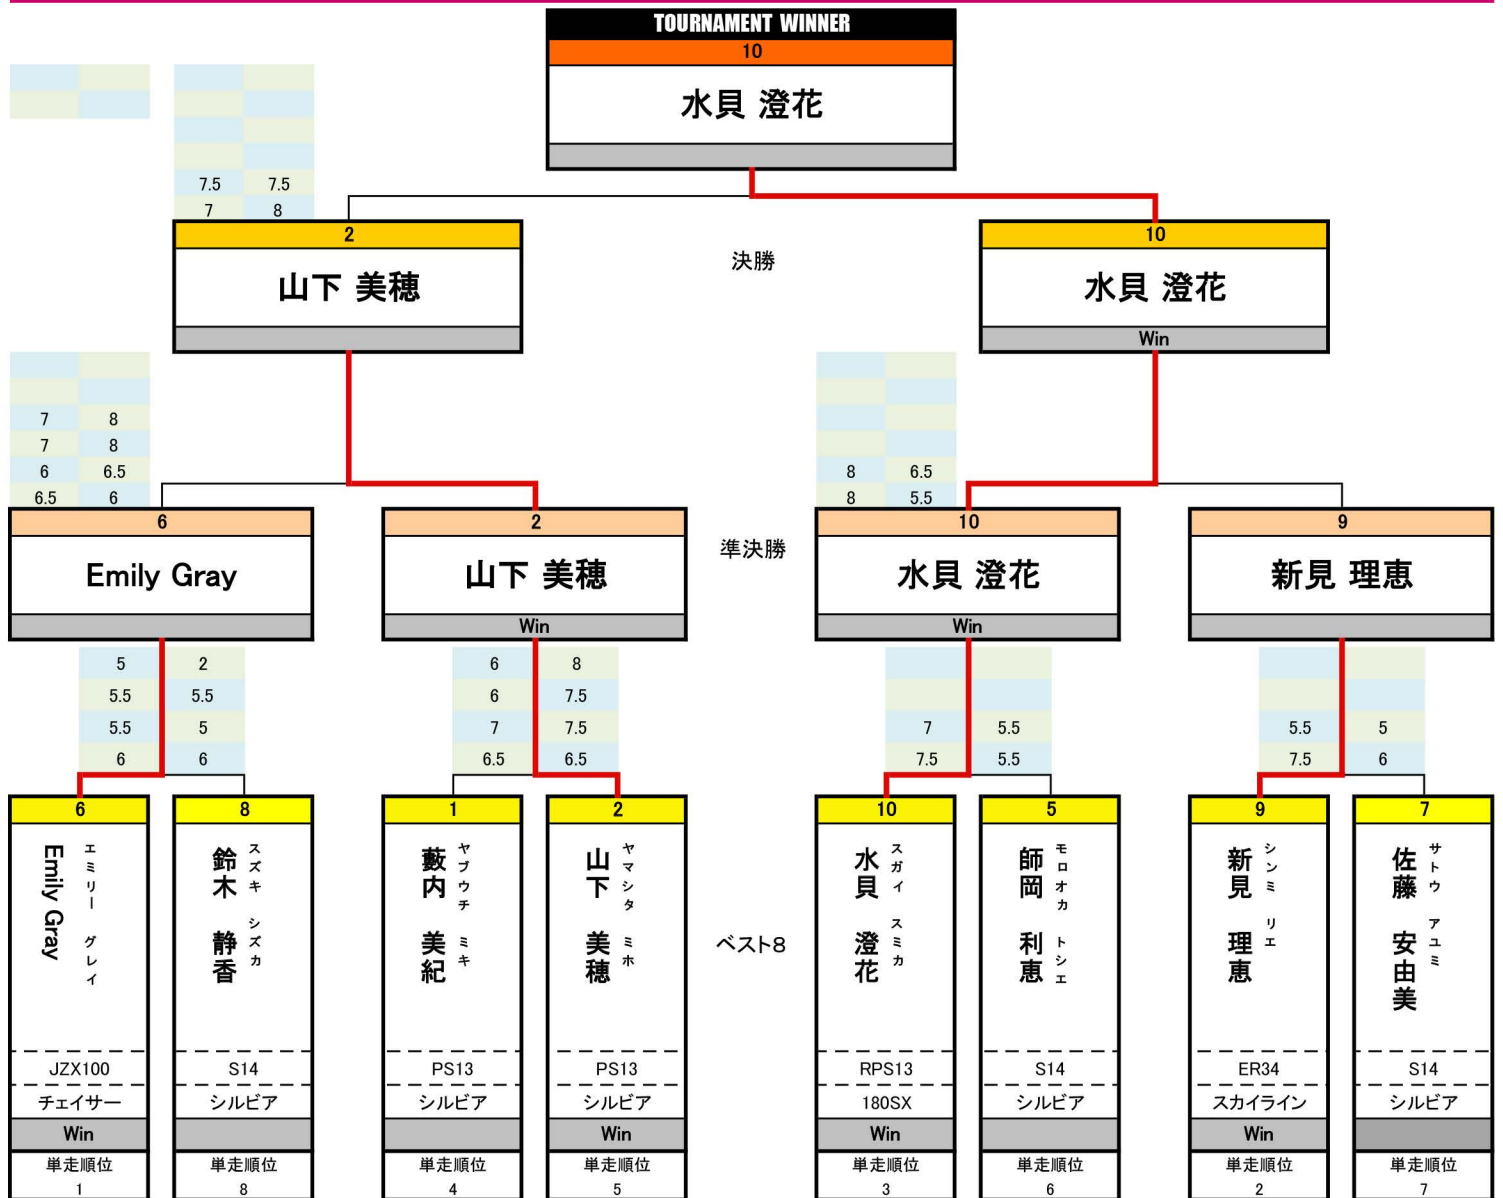 TOURNAMENT WINNER
10
水貝 澄花
7.5 7.5
7 8
2
山下 美穂
決勝
10
水貝 澄花
Win
7 8
7 8
6 6.5
6.5 6
8 6.5
8 5.5
6
Emily Gray
2
山下 美穂
Win
準決勝
10
水貝 澄花
Win
9
新見 理恵
5 2
5.5 5.5
5.5 5
6 6
6 8
6 7.5
7 7.5
6.5 6.5
7 5.5
7.5 5.5
5.5 5
7.5 6
6
エミリー グレイ
Emily Gray
JZX100
チェイサー
Win
単走順位
1
8
スズキ シズカ
鈴木 静香
S14
シルビア
単走順位
8
1
ヤブウチ ミキ
藪内 美紀
PS13
シルビア
単走順位
4
2
ヤマシタ ミホ
山下 美穂
PS13
シルビア
Win
単走順位
5
ベスト8
10
スガイ スミカ
水貝 澄花
RPS13
180SX
Win
単走順位
3
5
モロオカ トシエ
師岡 利恵
S14
シルビア
単走順位
6
9
シンミ リエ
新見 理恵
ER34
スカイライン
Win
単走順位
2
7
サトウ アユミ
佐藤 安由美
S14
シルビア
単走順位
7